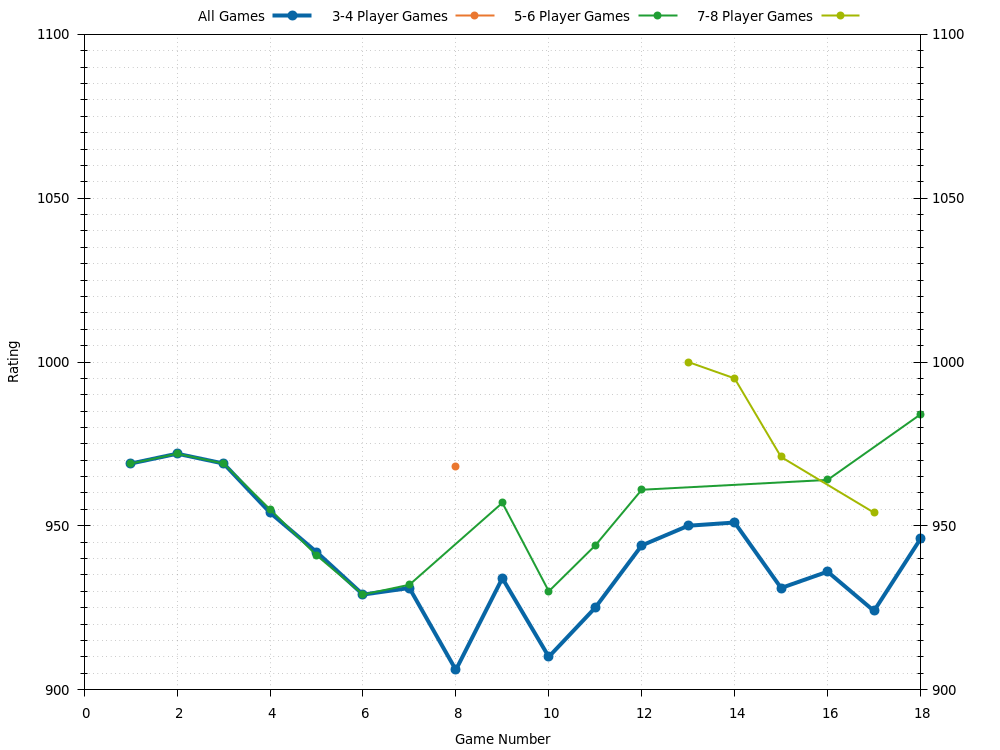 All Games 3-4 Player Games 5-6 Player Games 7-8 Player Games
1100 1100
1050 1050
1000 1000
Rating
950 950
900 900
0 2 4 6 8 10 12 14 16 18
Game Number